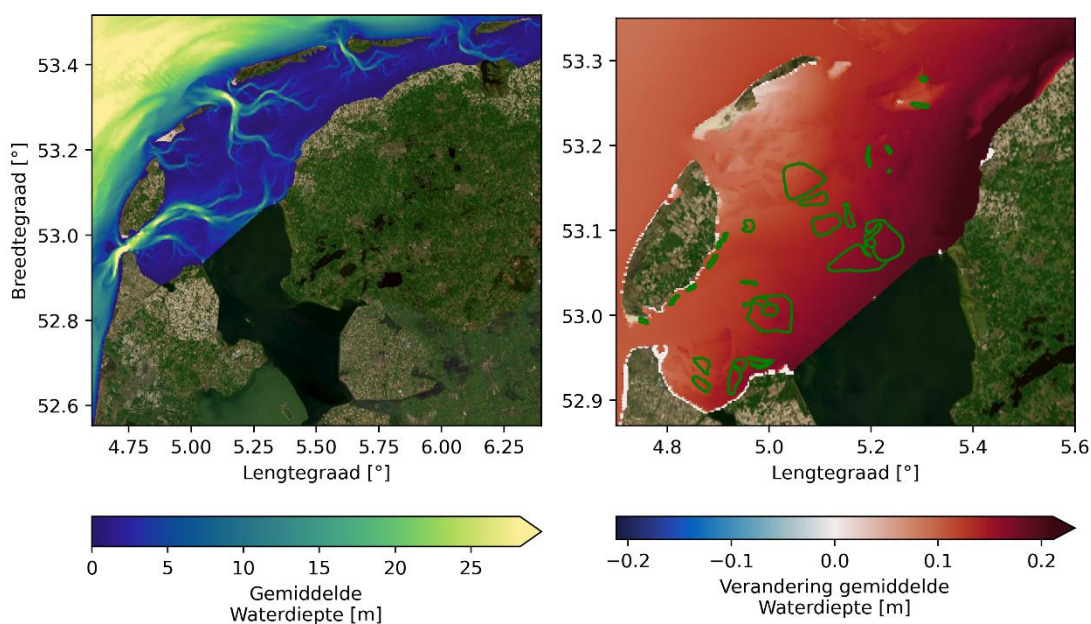 53.4
53.2
53.0
52.8
52.6
Breedtegraad [°]
4.75 5.00 5.25 5.50 5.75 6.00 6.25
Lengtegraad [°]
0 5 10 15 20 25
Gemiddelde
Waterdiepte [m]
53.3
53.2
53.1
53.0
52.9
4.8 5.0 5.2 5.4 5.6
Lengtegraad [°]
−0.2 −0.1 0.0 0.1 0.2
Verandering gemiddelde
Waterdiepte [m]